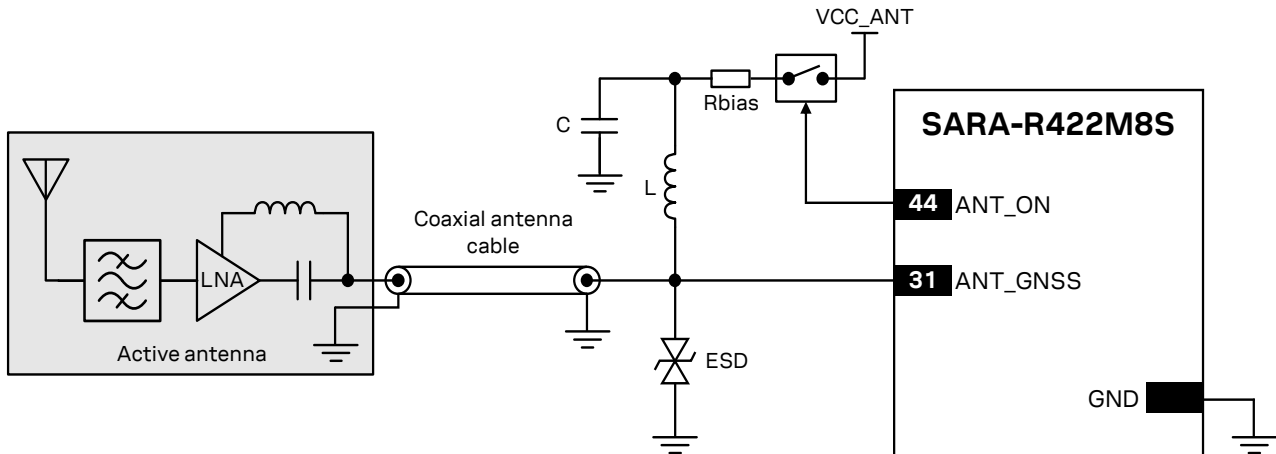 VCC_ANT
Rbias
C
SARA-R422M8S
L
44 ANT_ON
Coaxial antenna
cable
LNA
31 ANT_GNSS
Active antenna
ESD
GND